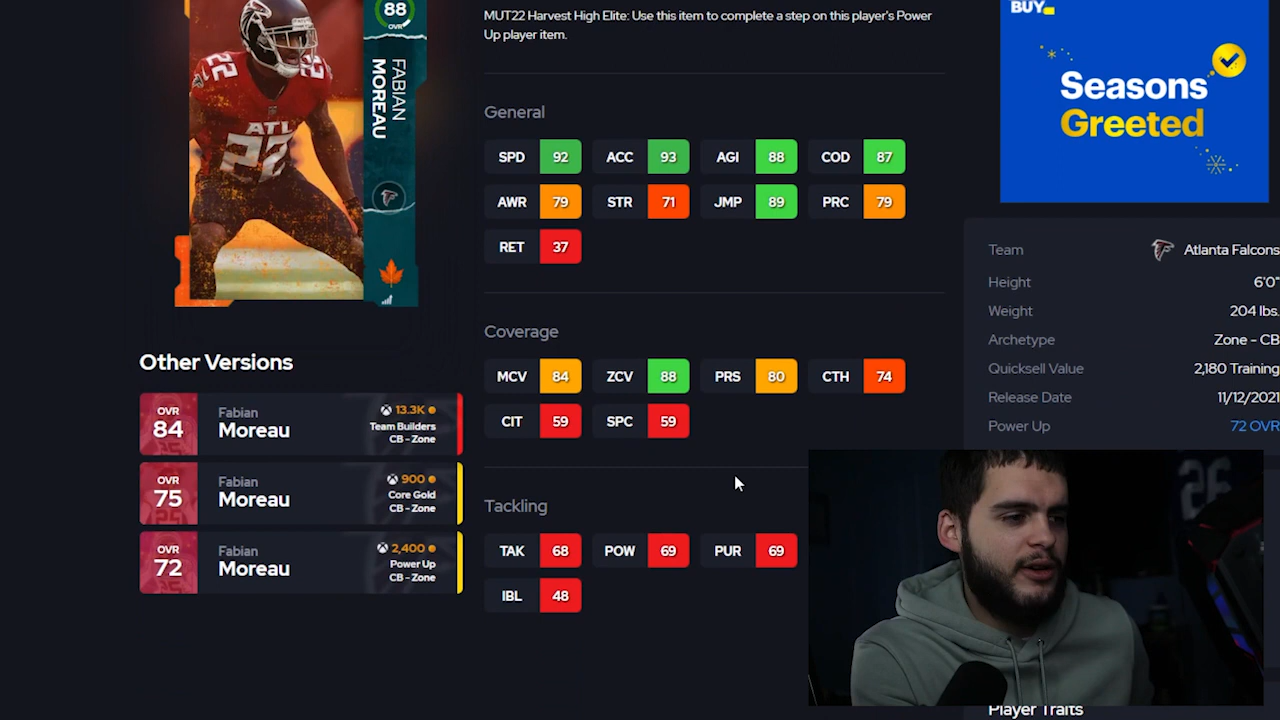 88
OVR
FABIAN
MOREAU
22
22
ATL
22
MUT22 Harvest High Elite: Use this item to complete a step on this player's Power
Up player item.
General
SPD 92 ACC 93 AGI 88 COD 87
AWR 79 STR 71 JMP 89 PRC 79
RET 37
Coverage
MCV 84 ZCV 88 PRS 80 CTH 74
CIT 59 SPC 59
Tackling
TAK 68 POW 69 PUR 69
IBL 48
Other Versions
OVR
84
Fabian
Moreau
13.3K
Team Builders
CB - Zone
OVR
75
Fabian
Moreau
900
Core Gold
CB - Zone
OVR
72
Fabian
Moreau
2,400
Power Up
CB - Zone
BUY
Seasons
Greeted
Team Atlanta Falcons
Height 6'0"
Weight 204 lbs.
Archetype Zone - CB
Quicksell Value 2,180 Training
Release Date 11/12/2021
Power Up 72 OVR
26
Player Traits